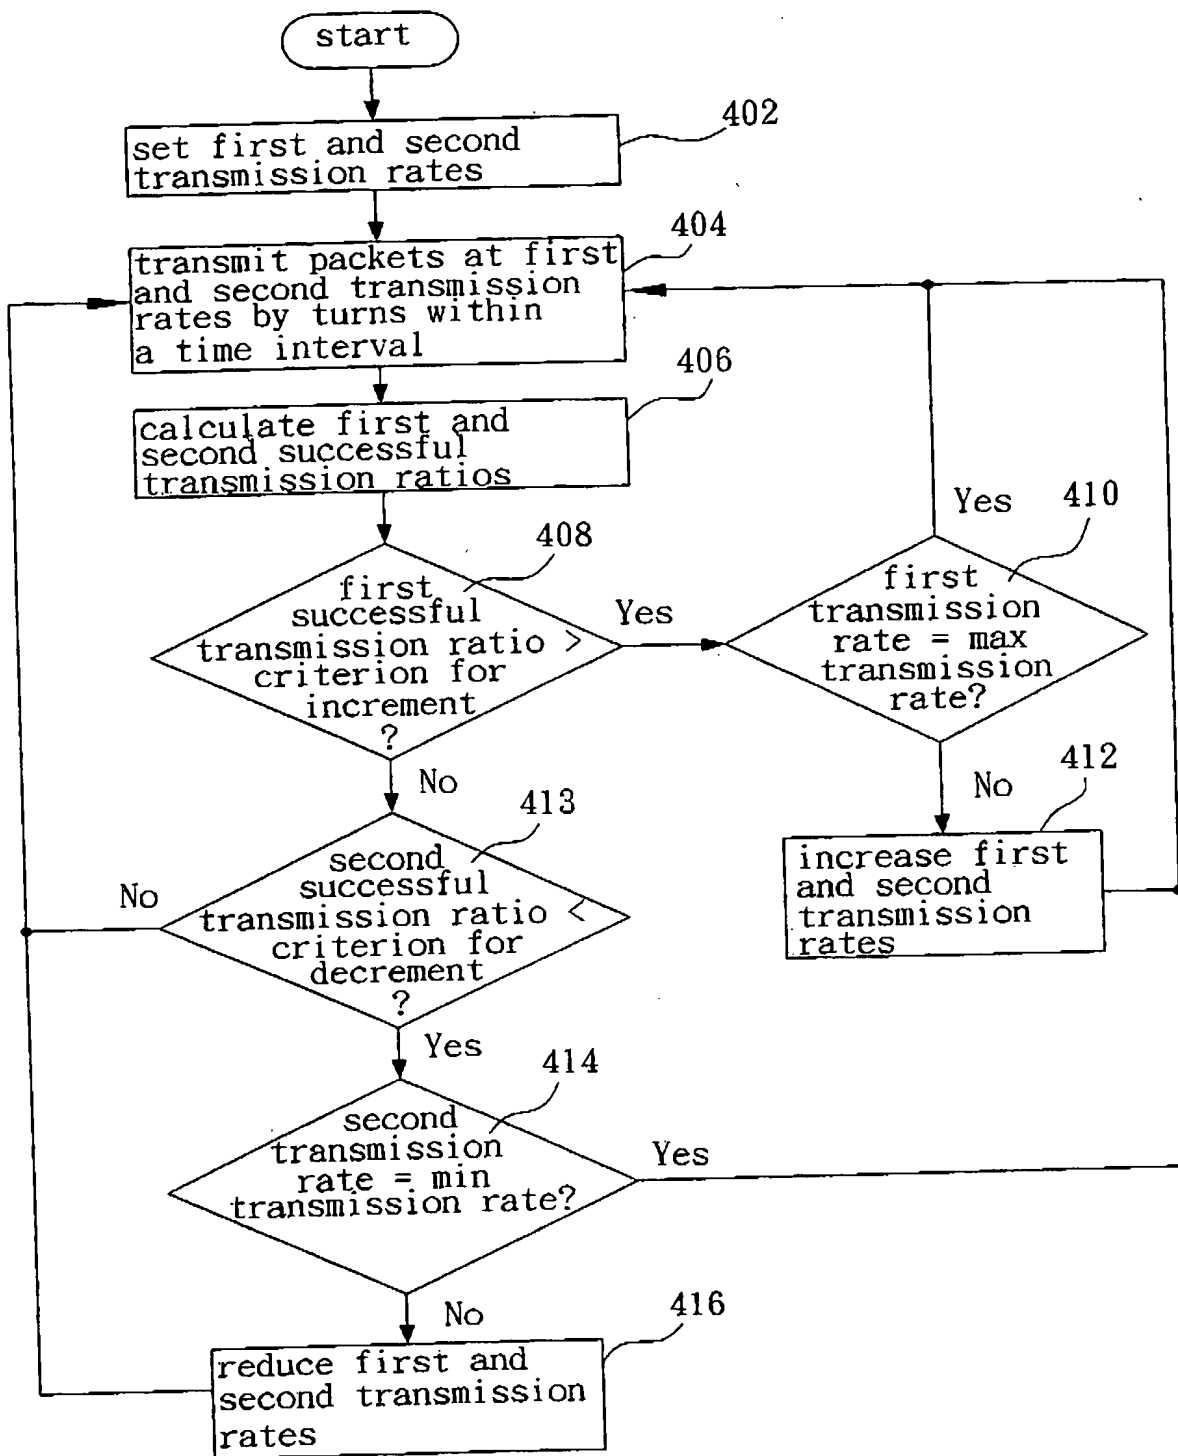 start
402
set first and second
transmission rates
404
transmit packets at first
and second transmission
rates by turns within
a time interval
406
calculate first and
second successful
transmission ratios
408
first
successful
transmission ratio >
criterion for
increment
?
Yes
No
410
first
transmission
rate = max
transmission
rate?
Yes
No
412
increase first
and second
transmission
rates
413
second
successful
transmission ratio <
criterion for
decrement
?
No
Yes
414
second
transmission
rate = min
transmission rate?
Yes
No
416
reduce first and
second transmission
rates